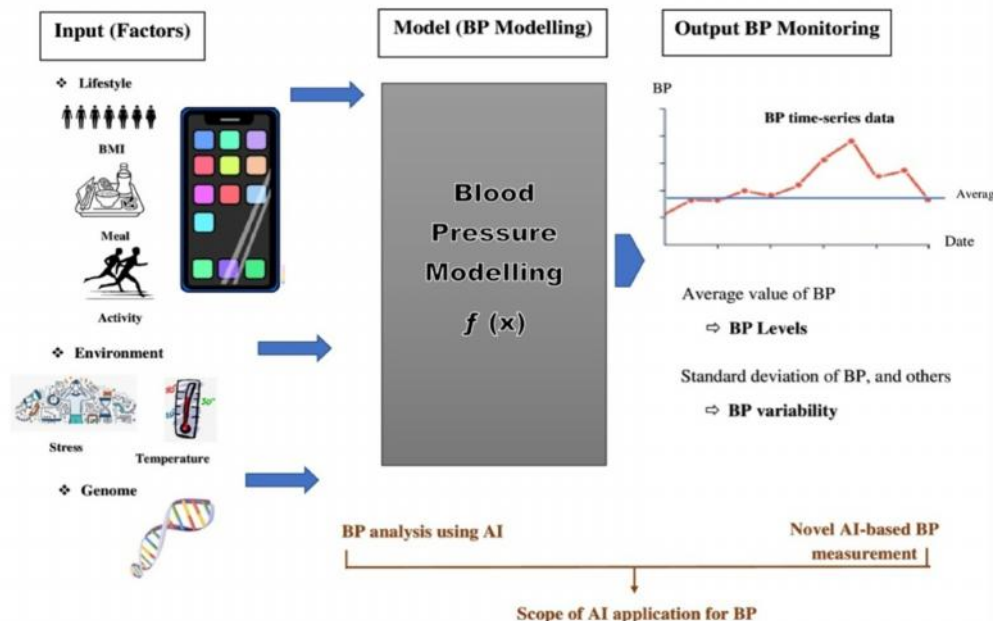 Input (Factors)
Model (BP Modelling)
Output BP Monitoring
❖ Lifestyle
BMI
Meal
Activity
❖ Environment
Stress
Temperature
❖ Genome
Blood
Pressure
Modelling
ƒ (x)
BP
BP time-series data
Averag
Date
Average value of BP
⇨ BP Levels
Standard deviation of BP, and others
⇨ BP variability
BP analysis using AI
Novel AI-based BP
measurement
Scope of AI application for BP